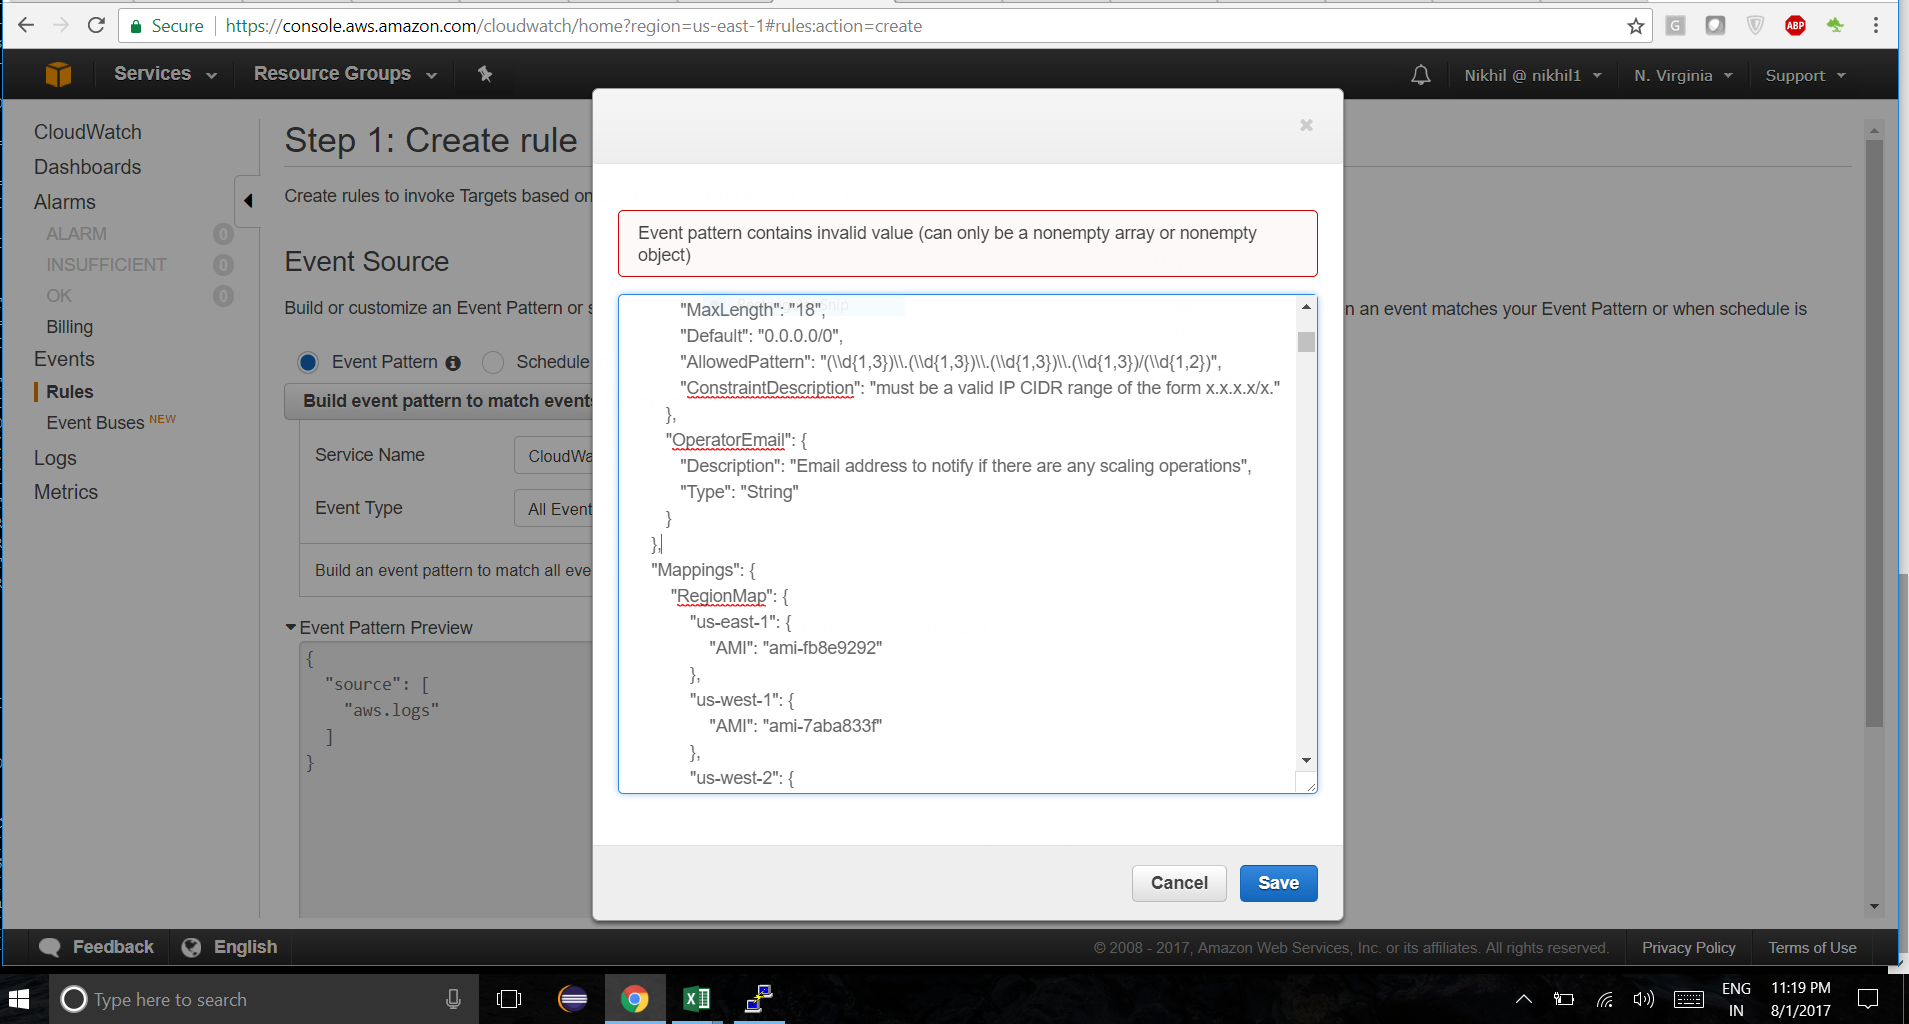 Secure
https://console.aws.amazon.com/cloudwatch/home?region=us-east-1#rules:action=create
G
ABP
Services
Resource Groups
Nikhil @ nikhil1
N. Virginia
Support
CloudWatch
Dashboards
Alarms
ALARM 0
INSUFFICIENT 0
OK 0
Billing
Events
Rules
Event Buses NEW
Logs
Metrics
Step 1: Create rule
Create rules to invoke Targets based on
Event Source
Build or customize an Event Pattern or s
n an event matches your Event Pattern or when schedule is
Event Pattern
Schedule
Build event pattern to match events
Service Name
CloudWa
Event Type
All Event
Build an event pattern to match all eve
Event Pattern Preview
{
"source": [
"aws.logs"
]
}
×
Event pattern contains invalid value (can only be a nonempty array or nonempty
object)
"MaxLength": "18",
"Default": "0.0.0.0/0",
"AllowedPattern": "(\\d{1,3})\\.(\\d{1,3})\\.(\\d{1,3})\\.(\\d{1,3})/(\\d{1,2})",
"ConstraintDescription": "must be a valid IP CIDR range of the form x.x.x.x/x."
},
"OperatorEmail": {
"Description": "Email address to notify if there are any scaling operations",
"Type": "String"
}
},
"Mappings": {
"RegionMap": {
"us-east-1": {
"AMI": "ami-fb8e9292"
},
"us-west-1": {
"AMI": "ami-7aba833f"
},
"us-west-2": {
Cancel
Save
Feedback
English
© 2008 - 2017, Amazon Web Services, Inc. or its affiliates. All rights reserved.
Privacy Policy
Terms of Use
Type here to search
ENG
IN
11:19 PM
8/1/2017